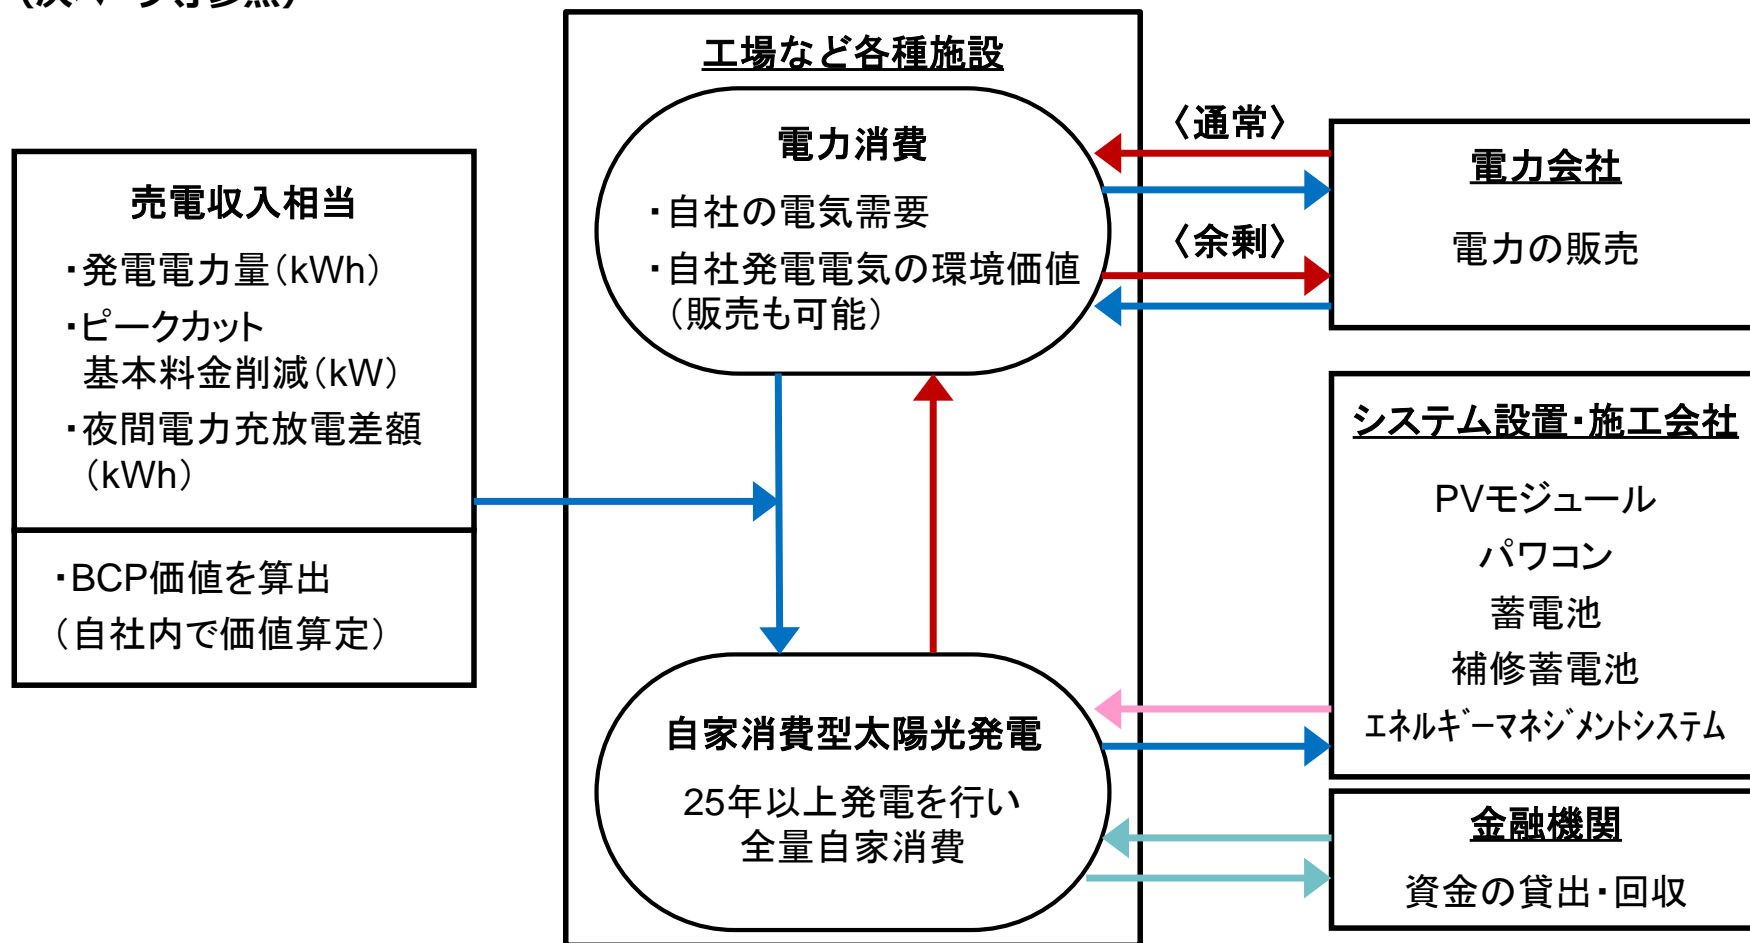 工場など各種施設
電力消費
・自社の電気需要
・自社発電電気の環境価値
（販売も可能）
売電収入相当
・発電電力量（kWh）
・ピークカット
基本料金削減（kW）
・夜間電力充放電差額
（kWh）
・BCP価値を算出
（自社内で価値算定）
自家消費型太陽光発電
25年以上発電を行い
全量自家消費
〈通常〉
〈余剰〉
電力会社
電力の販売
システム設置・施工会社
PVモジュール
パワコン
蓄電池
補修蓄電池
ｴﾈﾙｷﾞｰﾏﾈｼﾞﾒﾝﾄｼｽﾃﾑ
金融機関
資金の貸出・回収